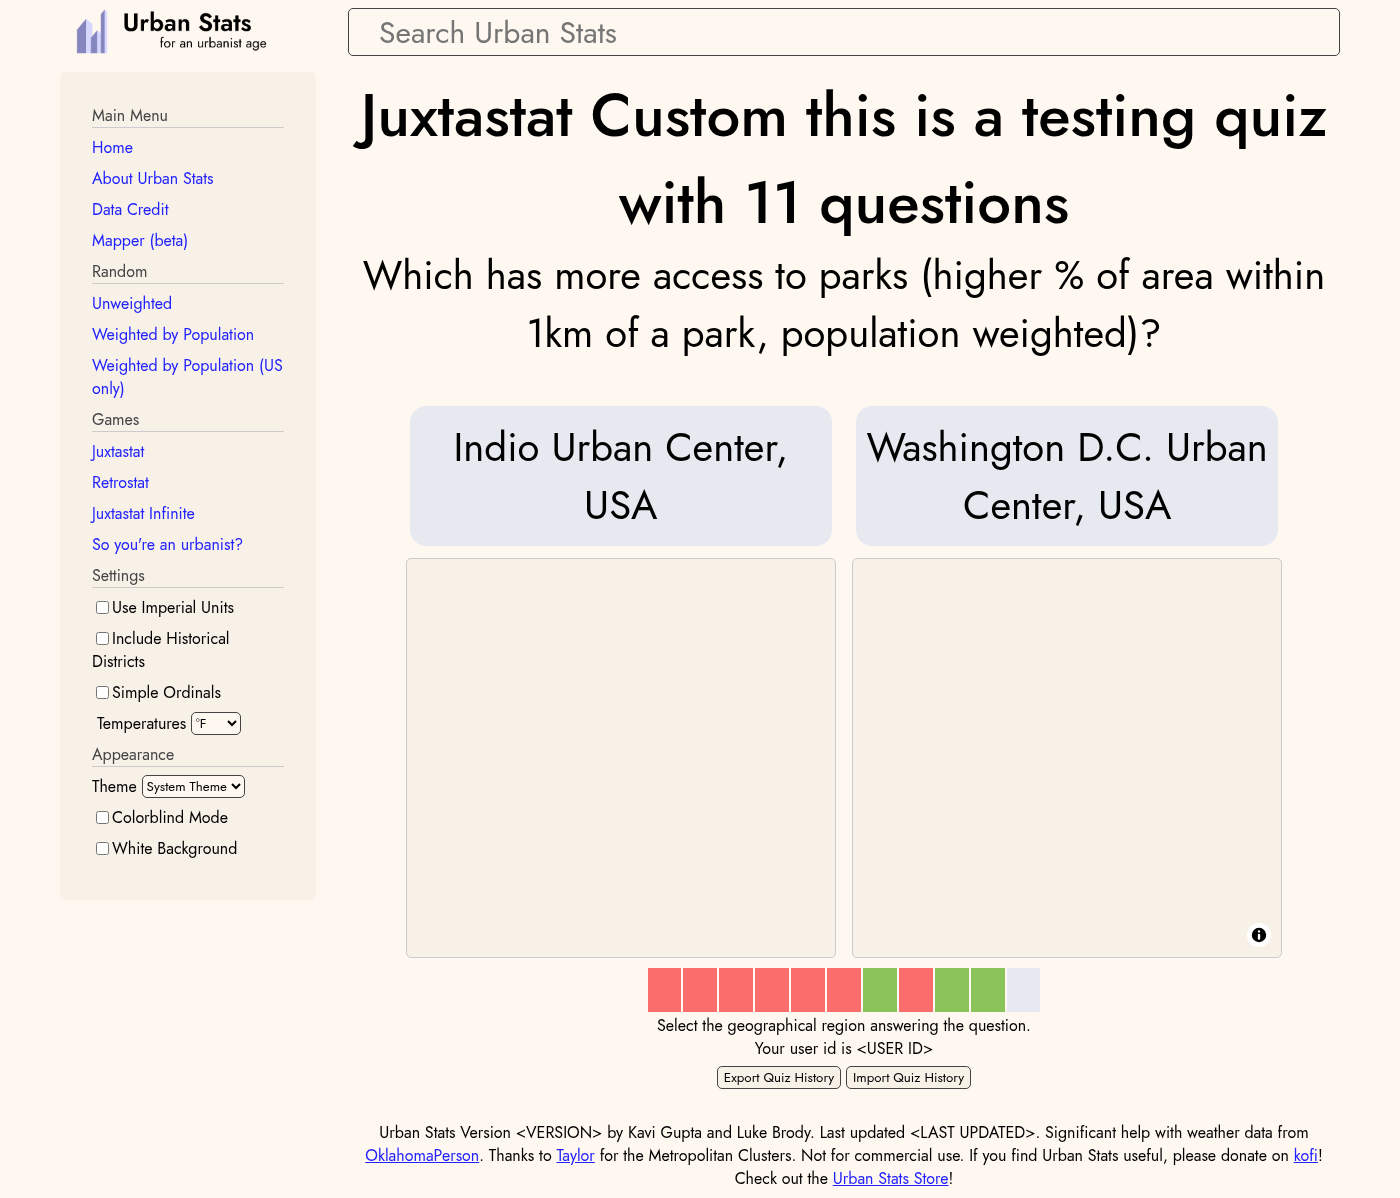 Urban Stats
for an urbanist age
Search Urban Stats
Main Menu
Home
About Urban Stats
Data Credit
Mapper (beta)
Random
Unweighted
Weighted by Population
Weighted by Population (US
only)
Games
Juxtastat
Retrostat
Juxtastat Infinite
So you're an urbanist?
Settings
Use Imperial Units
Include Historical
Districts
Simple Ordinals
Temperatures °F
Appearance
Theme System Theme
Colorblind Mode
White Background
Juxtastat Custom this is a testing quiz
with 11 questions
Which has more access to parks (higher % of area within
1km of a park, population weighted)?
Indio Urban Center,
USA
Washington D.C. Urban
Center, USA
Select the geographical region answering the question.
Your user id is <USER ID>
Export Quiz History Import Quiz History
Urban Stats Version <VERSION> by Kavi Gupta and Luke Brody. Last updated <LAST UPDATED>. Significant help with weather data from
OklahomaPerson. Thanks to Taylor for the Metropolitan Clusters. Not for commercial use. If you find Urban Stats useful, please donate on kofi!
Check out the Urban Stats Store!